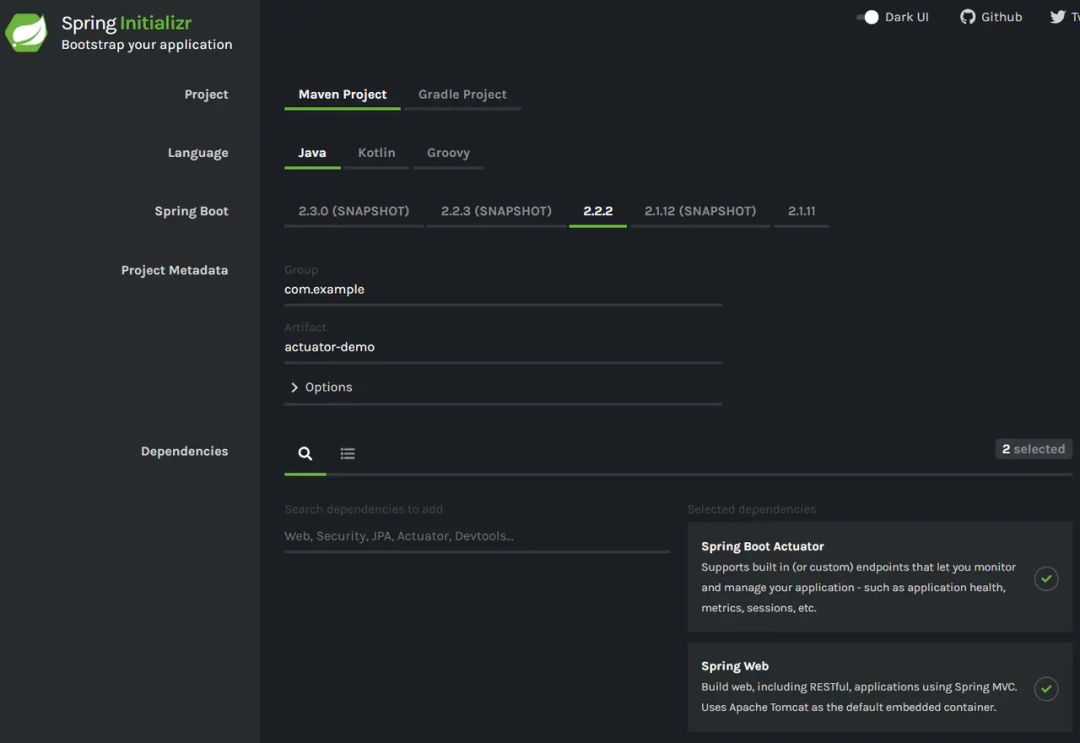 Spring Initializr
Bootstrap your application
Dark UI
Github
Project
Maven Project
Gradle Project
Language
Java
Kotlin
Groovy
Spring Boot
2.3.0 (SNAPSHOT)
2.2.3 (SNAPSHOT)
2.2.2
2.1.12 (SNAPSHOT)
2.1.11
Project Metadata
Group
com.example
Artifact
actuator-demo
Options
Dependencies
2 selected
Search dependencies to add
Web, Security, JPA, Actuator, Devtools...
Selected dependencies
Spring Boot Actuator
Supports built in (or custom) endpoints that let you monitor
and manage your application - such as application health,
metrics, sessions, etc.
Spring Web
Build web, including RESTful, applications using Spring MVC.
Uses Apache Tomcat as the default embedded container.